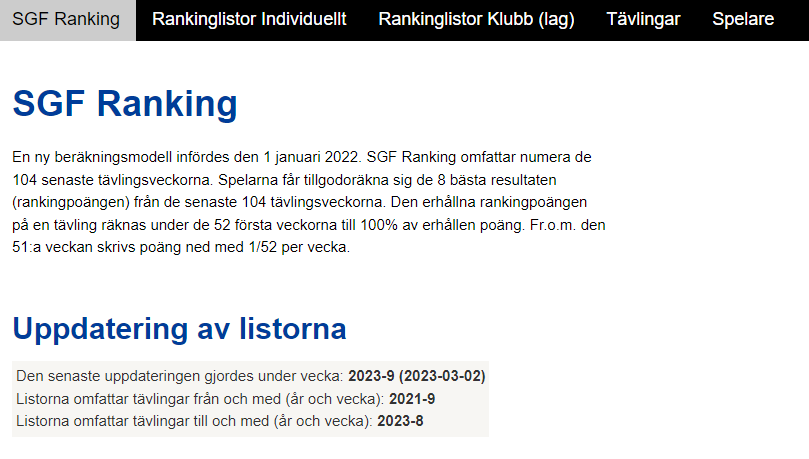 SGF Ranking Rankinglistor Individuellt Rankinglistor Klubb (lag) Tävlingar Spelare
SGF Ranking
En ny beräkningsmodell infördes den 1 januari 2022. SGF Ranking omfattar numera de
104 senaste tävlingsveckorna. Spelarna får tillgodoräkna sig de 8 bästa resultaten
(rankingpoängen) från de senaste 104 tävlingsveckorna. Den erhållna rankingpoängen
på en tävling räknas under de 52 första veckorna till 100% av erhållen poäng. Fr.o.m. den
51:a veckan skrivs poäng ned med 1/52 per vecka.
Uppdatering av listorna
Den senaste uppdateringen gjordes under vecka: 2023-9 (2023-03-02)
Listorna omfattar tävlingar från och med (år och vecka): 2021-9
Listorna omfattar tävlingar till och med (år och vecka): 2023-8